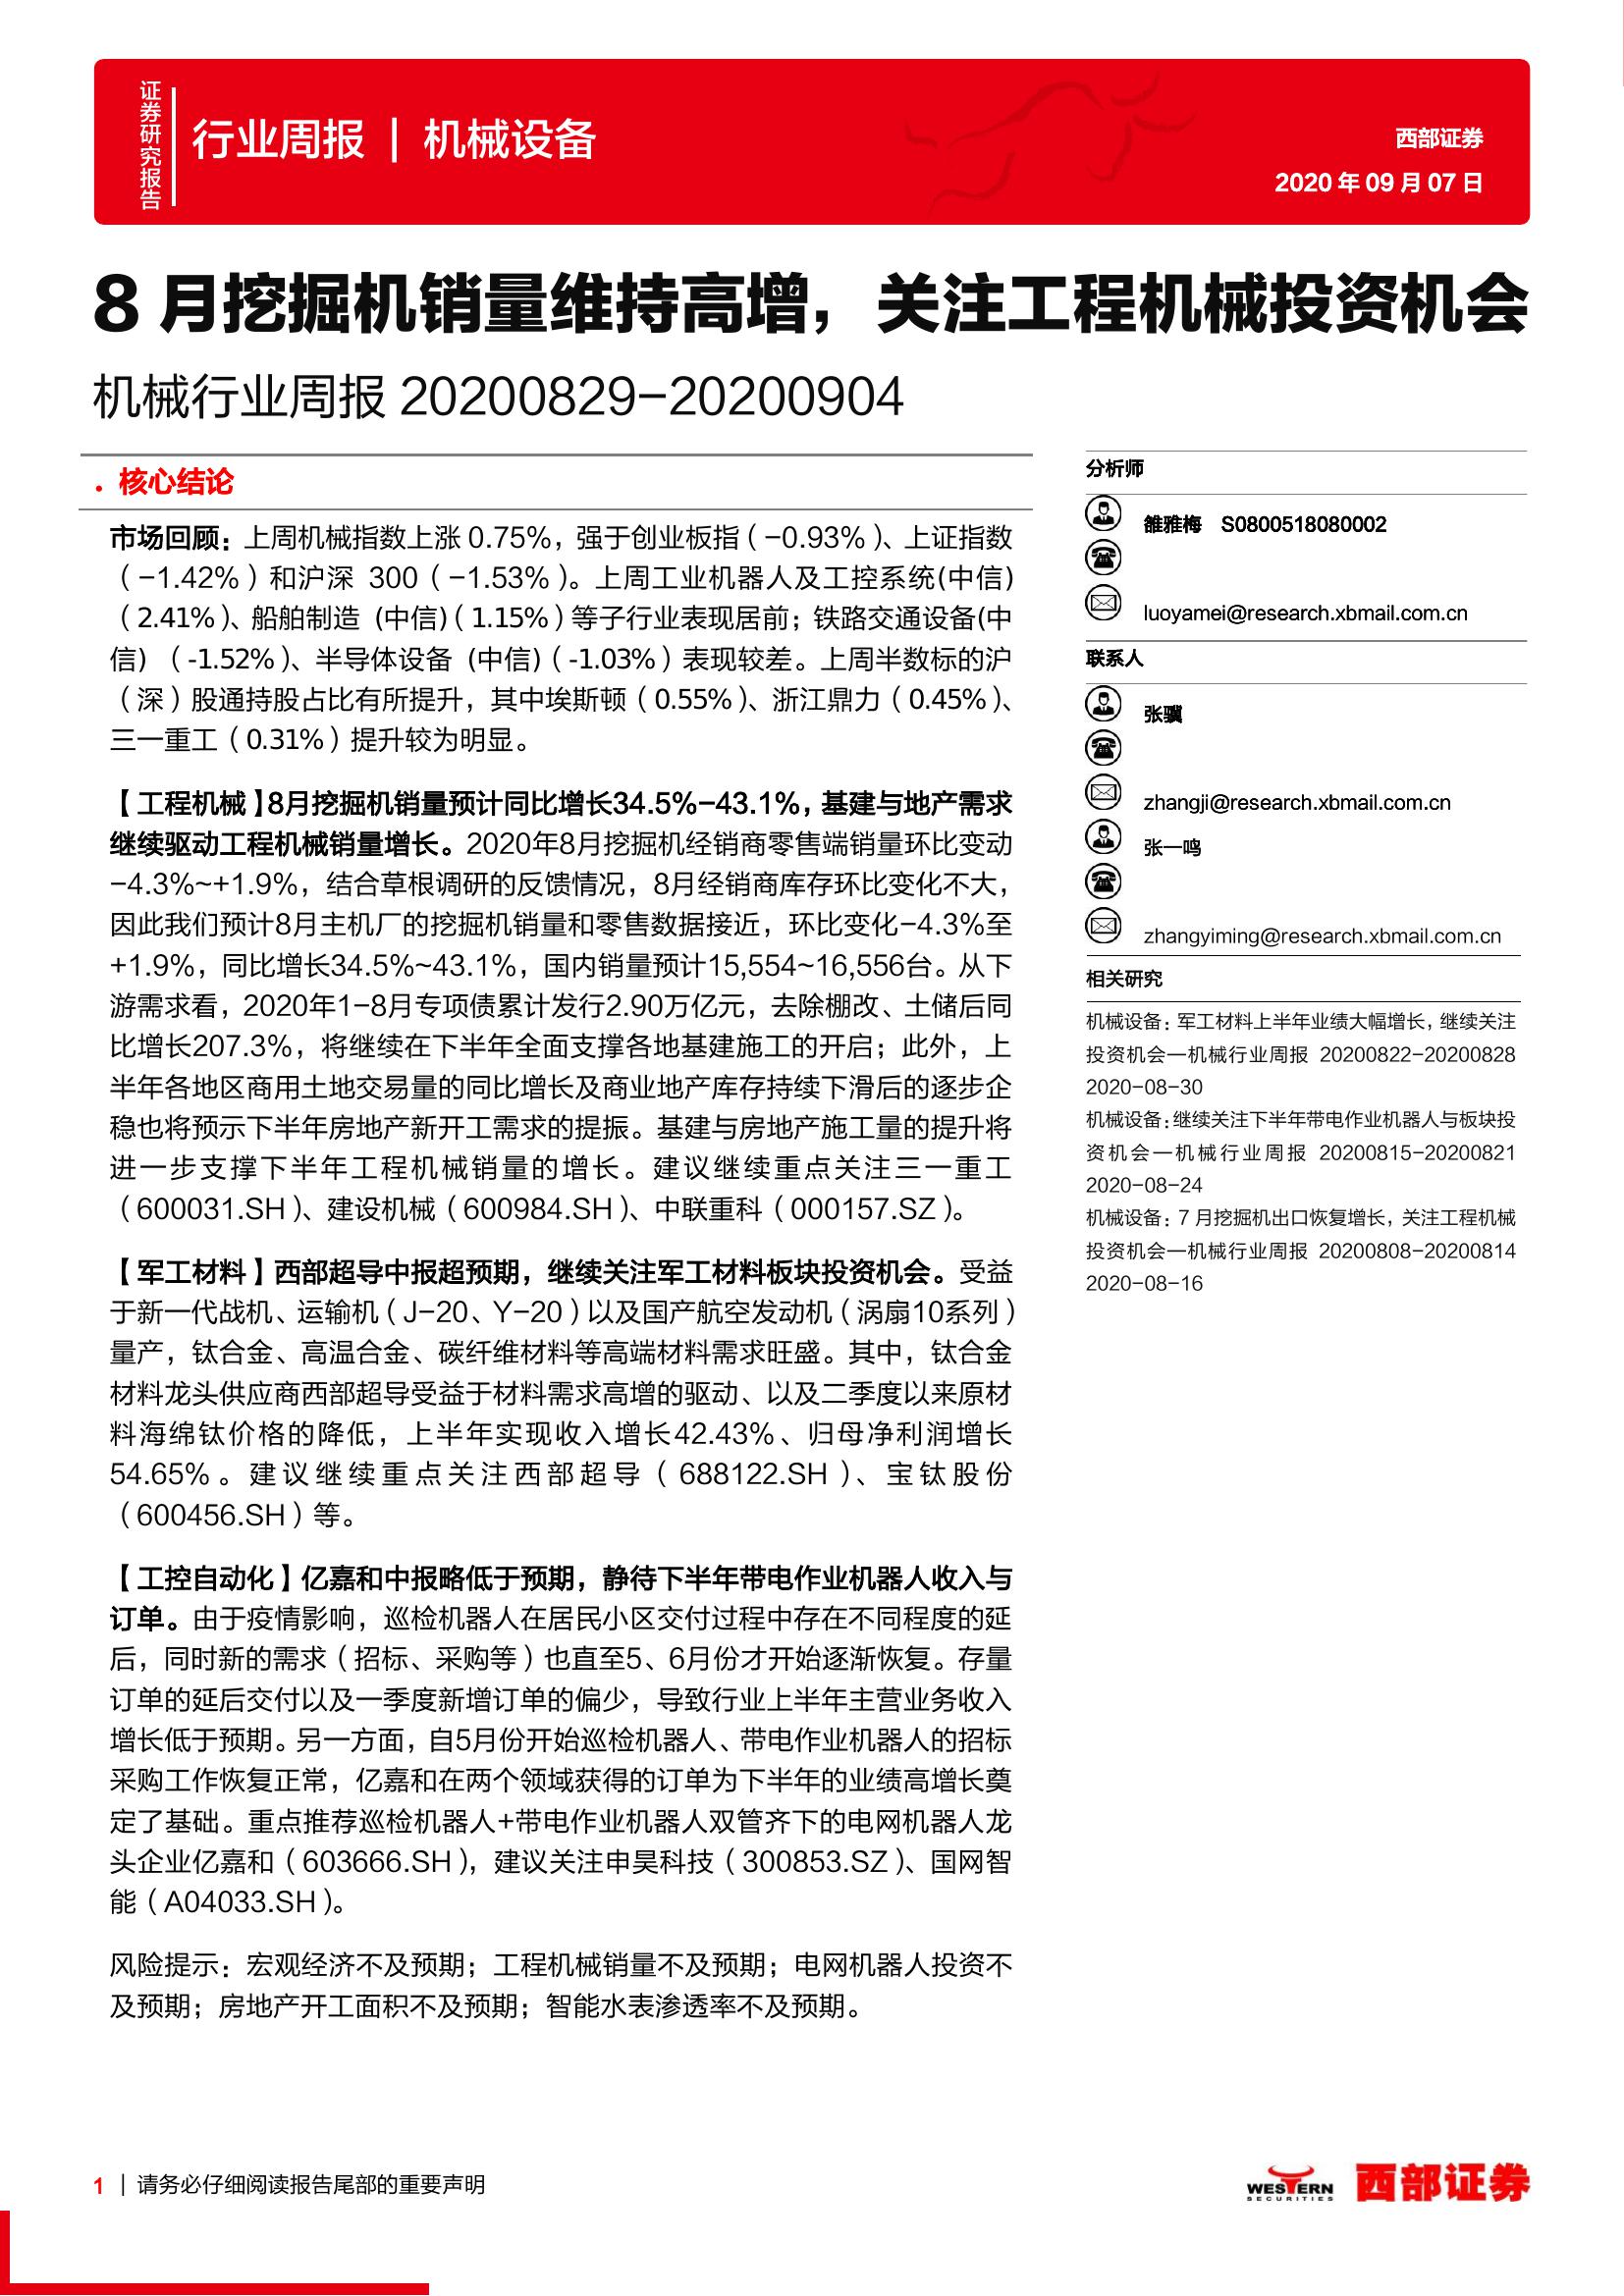 证券研究报告
行业周报 | 机械设备
西部证券
2020 年 09 月 07 日
8 月挖掘机销量维持高增，关注工程机械投资机会
机械行业周报 20200829-20200904
. 核心结论
市场回顾：上周机械指数上涨 0.75%，强于创业板指（-0.93%）、上证指数
（-1.42%）和沪深 300（-1.53%）。上周工业机器人及工控系统(中信)
（2.41%）、船舶制造 (中信)（1.15%）等子行业表现居前；铁路交通设备(中
信) （-1.52%）、半导体设备 (中信)（-1.03%）表现较差。上周半数标的沪
（深）股通持股占比有所提升，其中埃斯顿（0.55%）、浙江鼎力（0.45%）、
三一重工（0.31%）提升较为明显。
【工程机械】8月挖掘机销量预计同比增长34.5%-43.1%，基建与地产需求
继续驱动工程机械销量增长。2020年8月挖掘机经销商零售端销量环比变动
-4.3%~+1.9%，结合草根调研的反馈情况，8月经销商库存环比变化不大，
因此我们预计8月主机厂的挖掘机销量和零售数据接近，环比变化-4.3%至
+1.9%，同比增长34.5%~43.1%，国内销量预计15,554~16,556台。从下
游需求看，2020年1-8月专项债累计发行2.90万亿元，去除棚改、土储后同
比增长207.3%，将继续在下半年全面支撑各地基建施工的开启；此外，上
半年各地区商用土地交易量的同比增长及商业地产库存持续下滑后的逐步企
稳也将预示下半年房地产新开工需求的提振。基建与房地产施工量的提升将
进一步支撑下半年工程机械销量的增长。建议继续重点关注三一重工
（600031.SH）、建设机械（600984.SH）、中联重科（000157.SZ）。
【军工材料】西部超导中报超预期，继续关注军工材料板块投资机会。受益
于新一代战机、运输机（J-20、Y-20）以及国产航空发动机（涡扇10系列）
量产，钛合金、高温合金、碳纤维材料等高端材料需求旺盛。其中，钛合金
材料龙头供应商西部超导受益于材料需求高增的驱动、以及二季度以来原材
料海绵钛价格的降低，上半年实现收入增长42.43%、归母净利润增长
54.65%。建议继续重点关注西部超导（688122.SH）、宝钛股份
（600456.SH）等。
【工控自动化】亿嘉和中报略低于预期，静待下半年带电作业机器人收入与
订单。由于疫情影响，巡检机器人在居民小区交付过程中存在不同程度的延
后，同时新的需求（招标、采购等）也直至5、6月份才开始逐渐恢复。存量
订单的延后交付以及一季度新增订单的偏少，导致行业上半年主营业务收入
增长低于预期。另一方面，自5月份开始巡检机器人、带电作业机器人的招标
采购工作恢复正常，亿嘉和在两个领域获得的订单为下半年的业绩高增长奠
定了基础。重点推荐巡检机器人+带电作业机器人双管齐下的电网机器人龙
头企业亿嘉和（603666.SH），建议关注申昊科技（300853.SZ）、国网智
能（A04033.SH）。
风险提示：宏观经济不及预期；工程机械销量不及预期；电网机器人投资不
及预期；房地产开工面积不及预期；智能水表渗透率不及预期。
分析师
雒雅梅 S0800518080002
luoyamei@research.xbmail.com.cn
联系人
张骥
zhangji@research.xbmail.com.cn
张一鸣
zhangyiming@research.xbmail.com.cn
相关研究
机械设备：军工材料上半年业绩大幅增长，继续关注
投资机会—机械行业周报 20200822-20200828
2020-08-30
机械设备：继续关注下半年带电作业机器人与板块投
资机会—机械行业周报 20200815-20200821
2020-08-24
机械设备：7 月挖掘机出口恢复增长，关注工程机械
投资机会—机械行业周报 20200808-20200814
2020-08-16
1 | 请务必仔细阅读报告尾部的重要声明
WESTERN
SECURITIES
西部证券